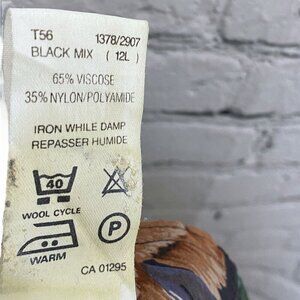 T56 1378/2907
BLACK MIX ( 12L )
65% VISCOSE
35% NYLON/POLYAMIDE
IRON WHILE DAMP
REPASSER HUMIDE
40
WOOL CYCLE
P
WARM
CA 01295